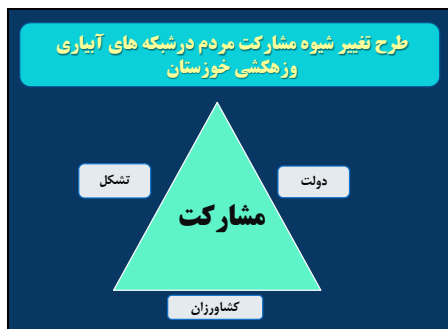 طرح تغییر شیوه مشارکت مردم درشبکه های آبیاری
وزهکشی خوزستان
دولت
تشکل
مشارکت
کشاورزان